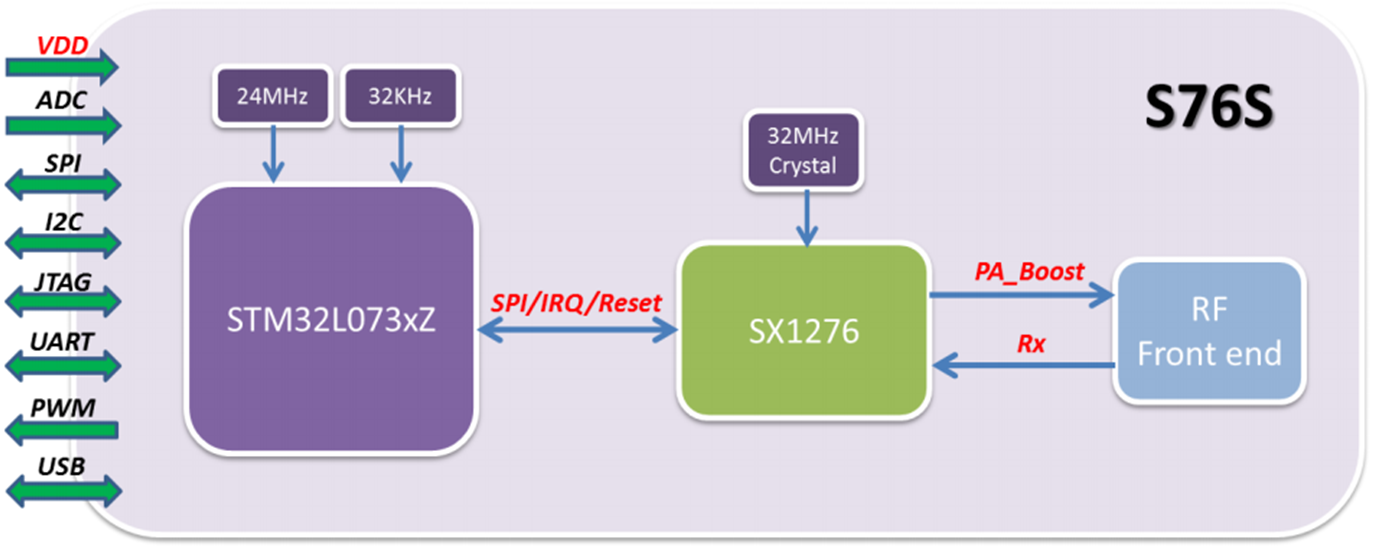 VDD
ADC
SPI
I2C
JTAG
UART
PWM
USB
24MHz
32KHz
STM32L073xZ
SPI/IRQ/Reset
32MHz
Crystal
SX1276
PA_Boost
Rx
RF
Front end
S76S